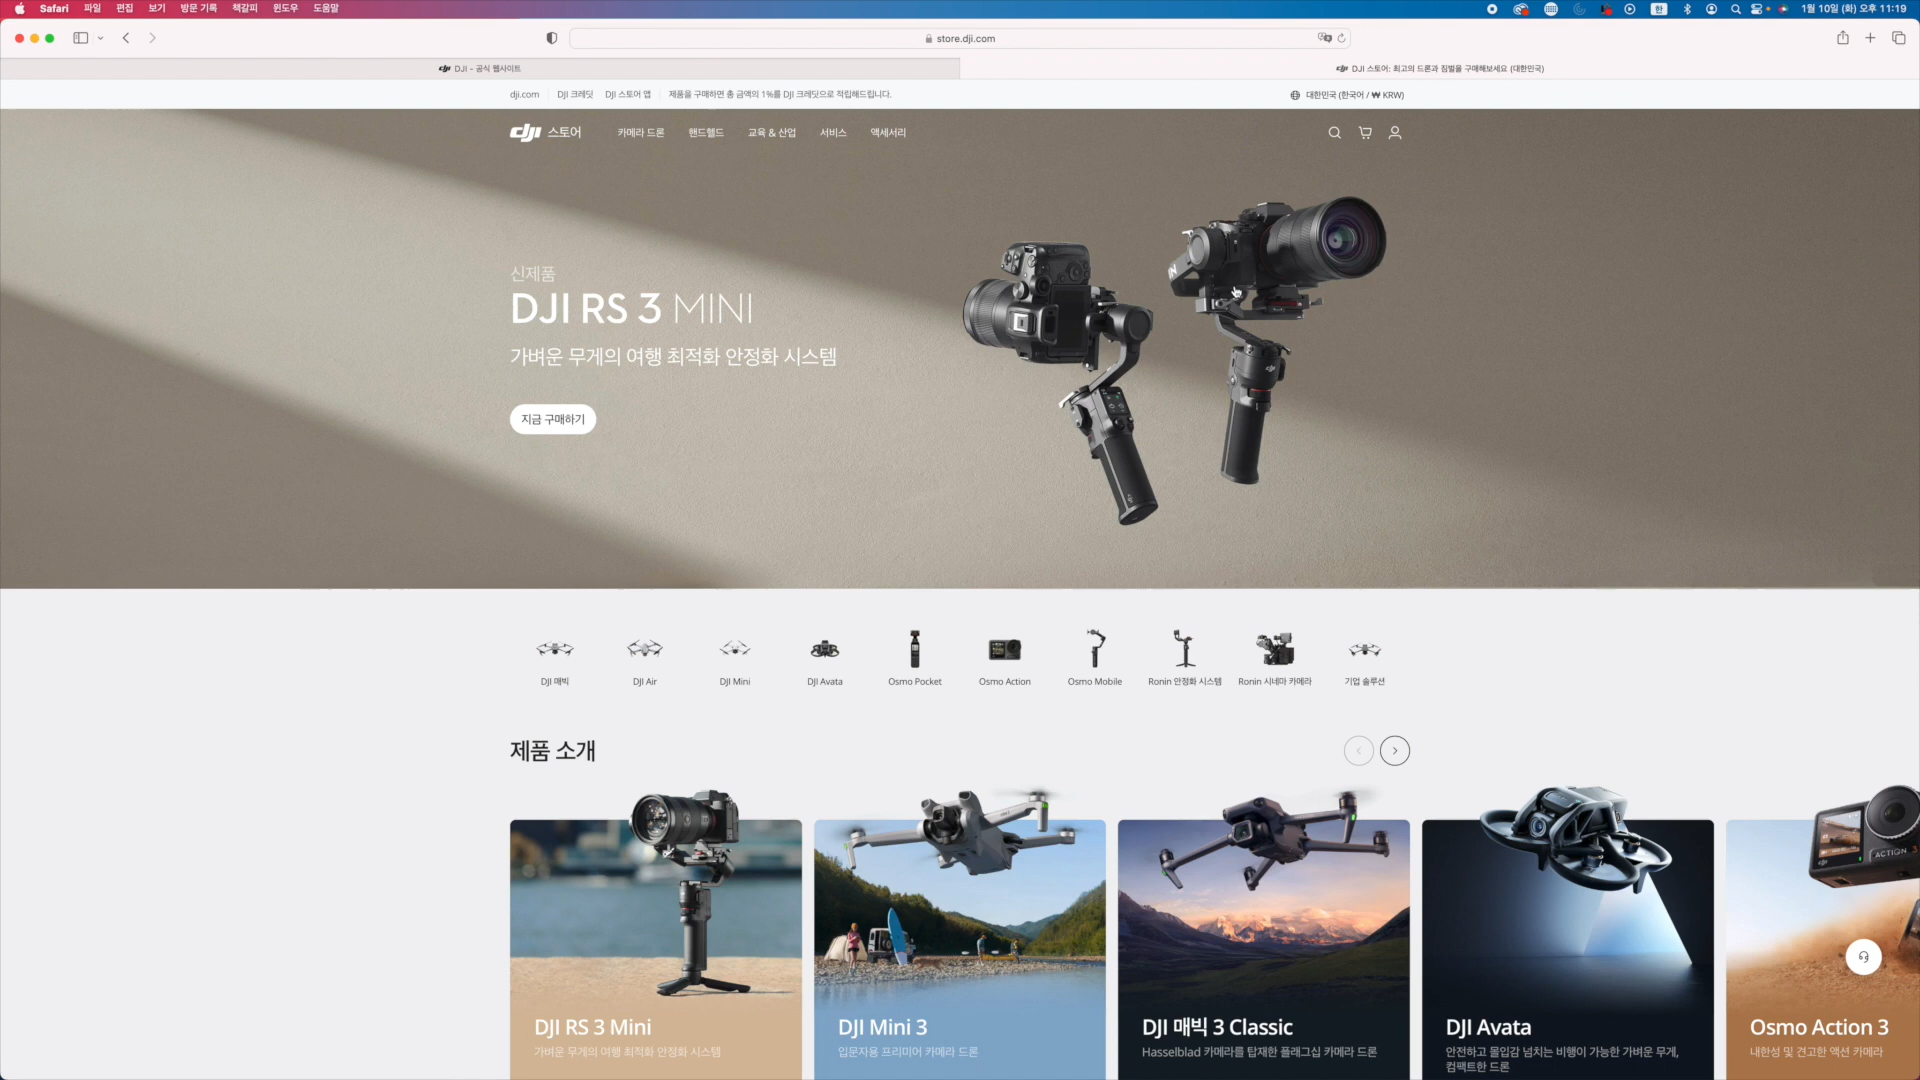 Safari 파일 편집 보기 방문 기록 책갈피 윈도우 도움말
한
1월 10일 (화) 오후 11:19
store.dji.com
DJI - 공식 웹사이트
DJI 스토어: 최고의 드론과 짐벌을 구매해보세요 (대한민국)
dji.com DJI 크레딧 DJI 스토어 앱 제품을 구매하면 총 금액의 1%를 DJI 크레딧으로 적립해드립니다.
대한민국 (한국어 / ₩ KRW)
dji 스토어 카메라 드론 핸드헬드 교육 & 산업 서비스 액세서리
신제품
DJI RS 3 MINI
가벼운 무게의 여행 최적화 안정화 시스템
지금 구매하기
DJI 매빅
DJI Air
DJI Mini
DJI Avata
Osmo Pocket
Osmo Action
Osmo Mobile
Ronin 안정화 시스템
Ronin 시네마 카메라
기업 솔루션
제품 소개
ACTION 3
DJI RS 3 Mini
가벼운 무게의 여행 최적화 안정화 시스템
DJI Mini 3
입문자용 프리미어 카메라 드론
DJI 매빅 3 Classic
Hasselblad 카메라를 탑재한 플래그십 카메라 드론
DJI Avata
안전하고 몰입감 넘치는 비행이 가능한 가벼운 무게,
컴팩트한 드론
Osmo Action 3
내한성 및 견고한 액션 카메라